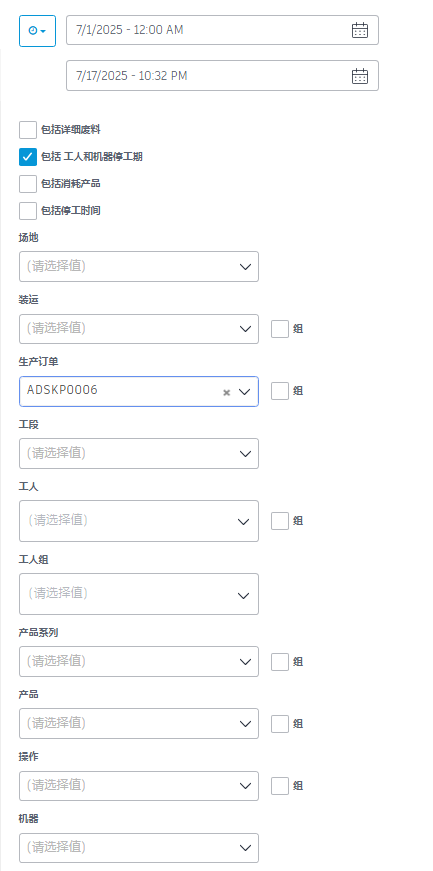 7/1/2025 - 12:00 AM
7/17/2025 - 10:32 PM
包括详细废料
包括 工人和机器停工期
包括消耗产品
包括停工时间
场地
(请选择值)
装运
(请选择值) 组
生产订单
ADSKP0006 组
工段
(请选择值)
工人
(请选择值) 组
工人组
(请选择值)
产品系列
(请选择值) 组
产品
(请选择值) 组
操作
(请选择值) 组
机器
(请选择值)